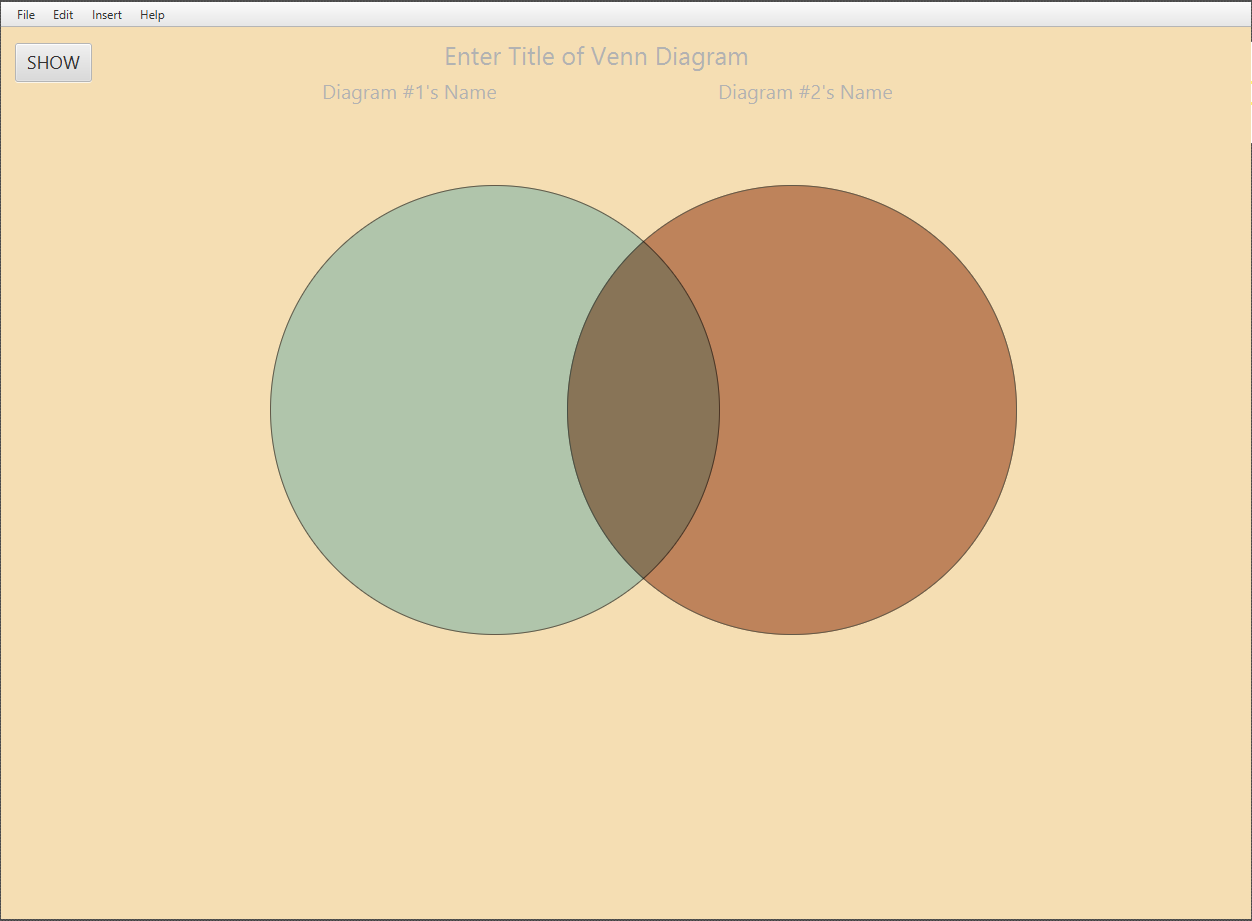 File Edit Insert Help
SHOW
Enter Title of Venn Diagram
Diagram #1's Name Diagram #2's Name